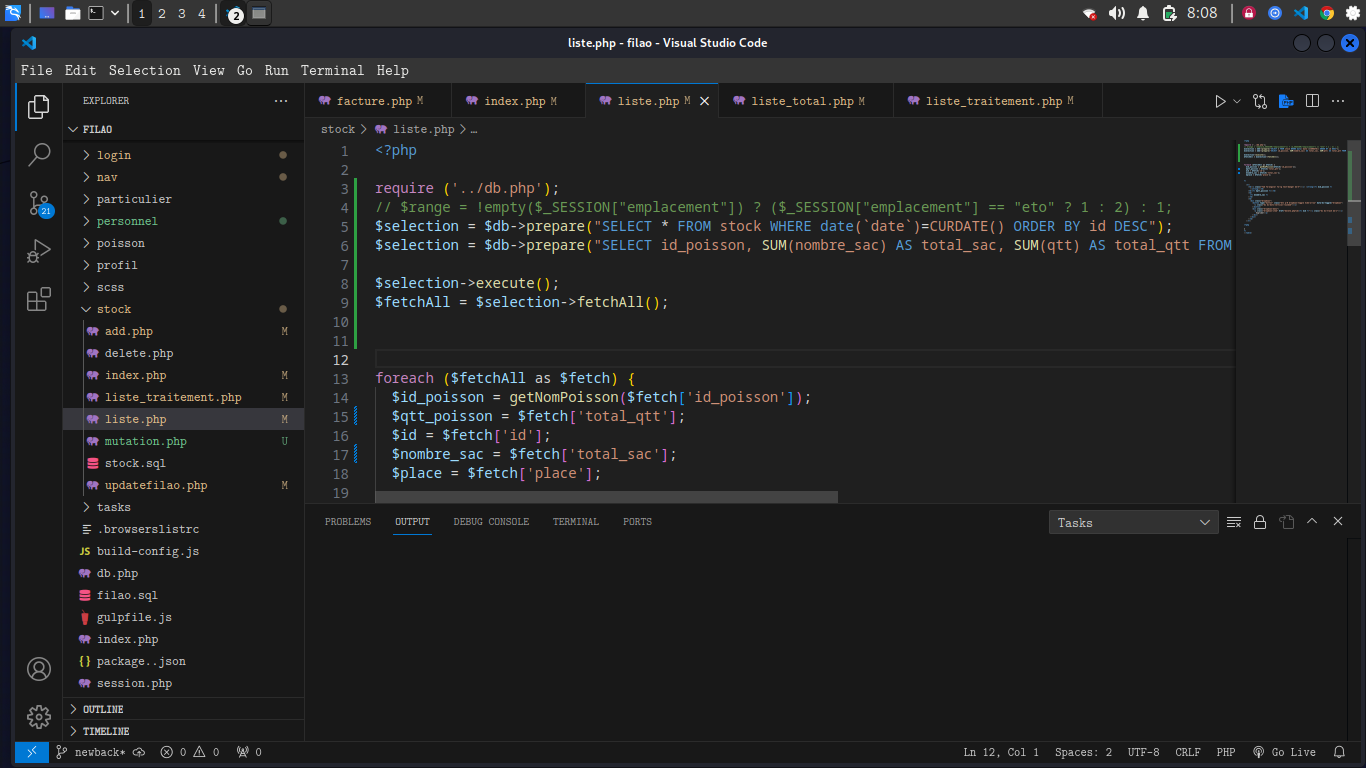 1 2 3 4 2 8:08
liste.php - filao - Visual Studio Code
File Edit Selection View Go Run Terminal Help
EXPLORER
FILAO
login
nav
particulier
personnel
poisson
profil
scss
stock
add.php M
delete.php
index.php M
liste_traitement.php M
liste.php M
mutation.php U
stock.sql
updatefilao.php M
tasks
.browserslistrc
JS build-config.js
db.php
filao.sql
gulpfile.js
index.php
{} package..json
session.php
OUTLINE
TIMELINE
21
facture.php M index.php M liste.php M liste_total.php M liste_traitement.php M
stock > liste.php > ...
1 <?php
2
3 require ('../db.php');
4 // $range = !empty($_SESSION["emplacement"]) ? ($_SESSION["emplacement"] == "eto" ? 1 : 2) : 1;
5 $selection = $db->prepare("SELECT * FROM stock WHERE date(`date`)=CURDATE() ORDER BY id DESC");
6 $selection = $db->prepare("SELECT id_poisson, SUM(nombre_sac) AS total_sac, SUM(qtt) AS total_qtt FROM
7
8 $selection->execute();
9 $fetchAll = $selection->fetchAll();
10
11
12
13 foreach ($fetchAll as $fetch) {
14 $id_poisson = getNomPoisson($fetch['id_poisson']);
15 $qtt_poisson = $fetch['total_qtt'];
16 $id = $fetch['id'];
17 $nombre_sac = $fetch['total_sac'];
18 $place = $fetch['place'];
19
PROBLEMS OUTPUT DEBUG CONSOLE TERMINAL PORTS Tasks
newback* 0 0 0 Ln 12, Col 1 Spaces: 2 UTF-8 CRLF PHP Go Live